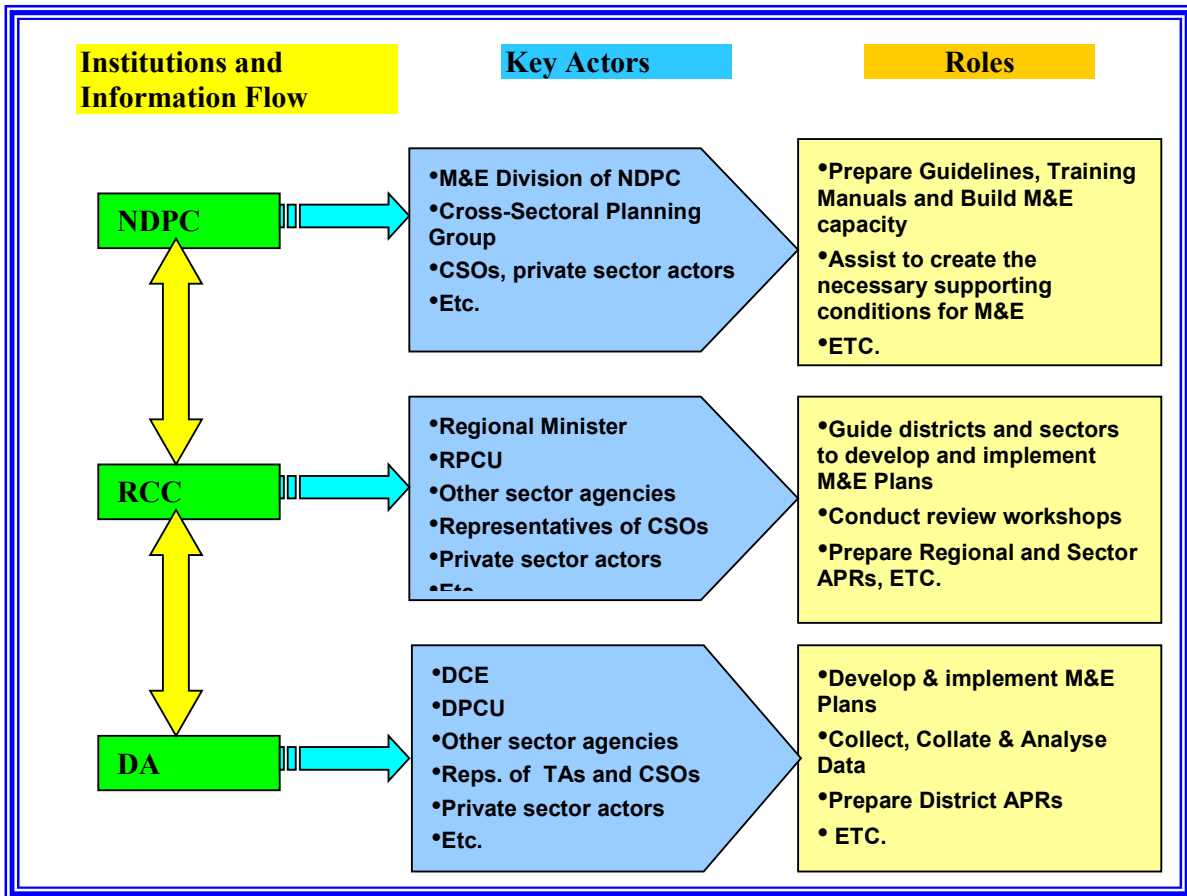 Institutions and
Information Flow
Key Actors
Roles
NDPC
•M&E Division of NDPC
•Cross-Sectoral Planning
Group
•CSOs, private sector actors
•Etc.
•Prepare Guidelines, Training
Manuals and Build M&E
capacity
•Assist to create the
necessary supporting
conditions for M&E
•ETC.
RCC
•Regional Minister
•RPCU
•Other sector agencies
•Representatives of CSOs
•Private sector actors
•Etc
•Guide districts and sectors
to develop and implement
M&E Plans
•Conduct review workshops
•Prepare Regional and Sector
APRs, ETC.
DA
•DCE
•DPCU
•Other sector agencies
•Reps. of TAs and CSOs
•Private sector actors
•Etc.
•Develop & implement M&E
Plans
•Collect, Collate & Analyse
Data
•Prepare District APRs
• ETC.